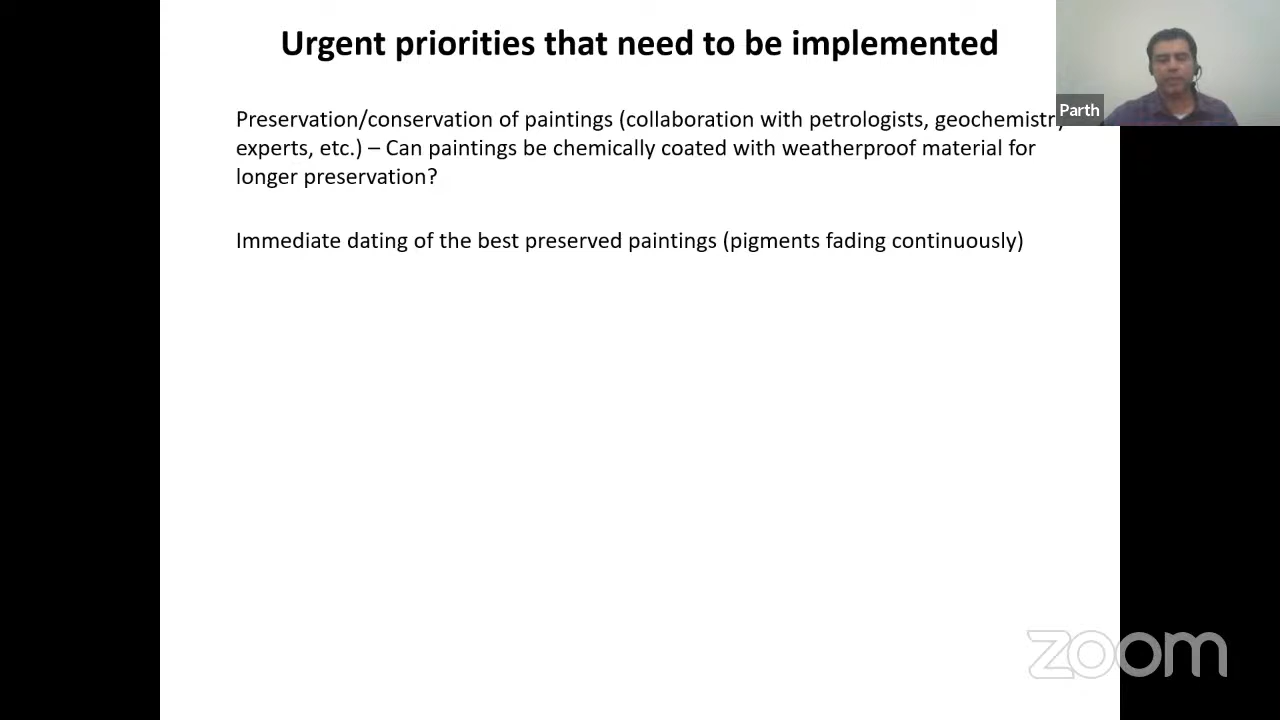 Urgent priorities that need to be implemented
Parth
Preservation/conservation of paintings (collaboration with petrologists, geochemistry
experts, etc.) – Can paintings be chemically coated with weatherproof material for
longer preservation?
Immediate dating of the best preserved paintings (pigments fading continuously)
zoom